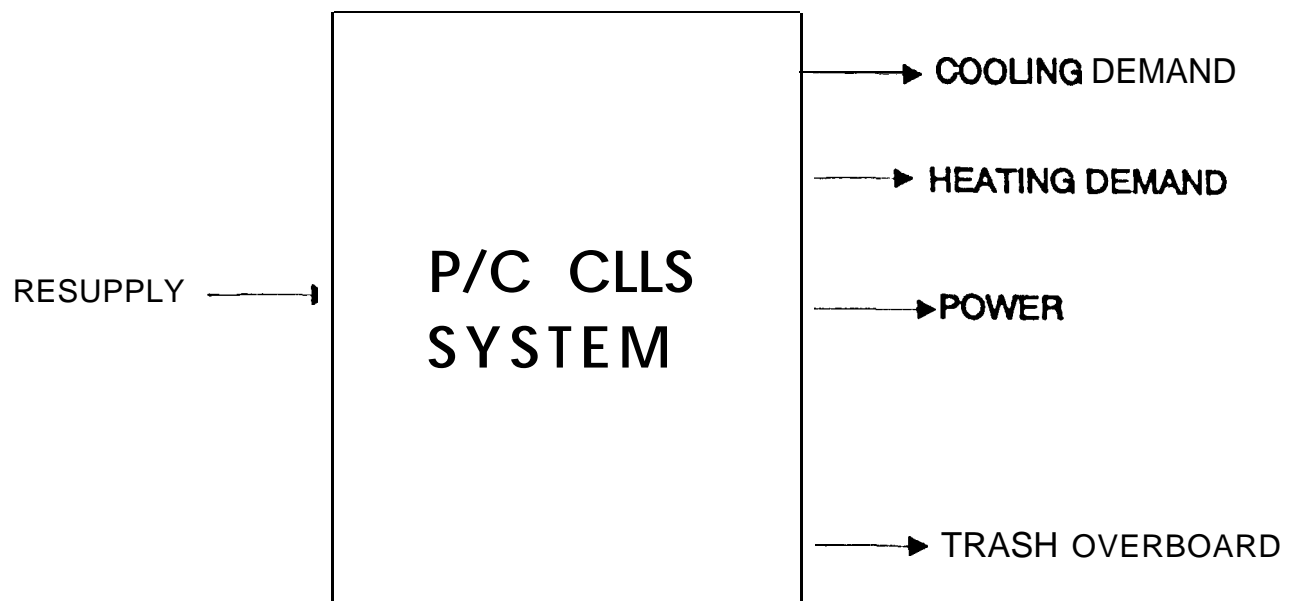 COOLING DEMAND
HEATING DEMAND
P/C CLLS
SYSTEM
RESUPPLY
POWER
TRASH OVERBOARD